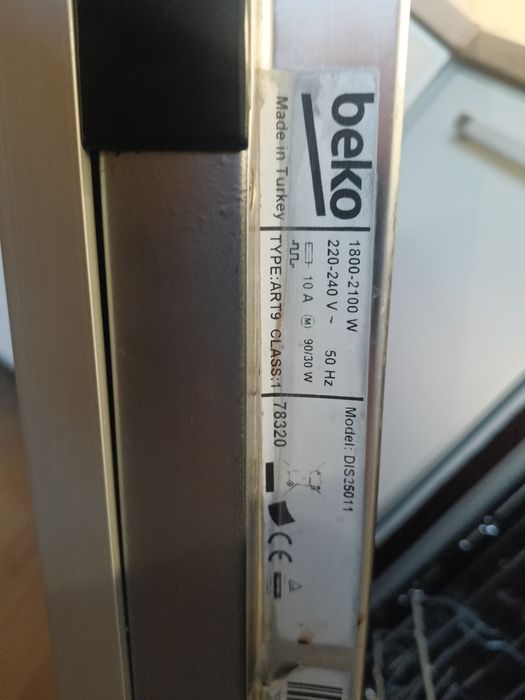 beko
Made in Turkey
1800-2100 W
220-240 V ~ 50 Hz
10 A M 90/30 W
TYPE:ART9 CLASS:1
Model: DIS25011
78320
CE